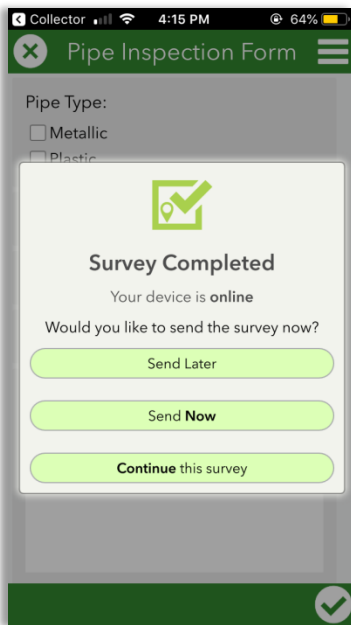 Collector 4:15 PM 64%
Pipe Inspection Form
Pipe Type:
Metallic
Plastic
Survey Completed
Your device is online
Would you like to send the survey now?
Send Later
Send Now
Continue this survey